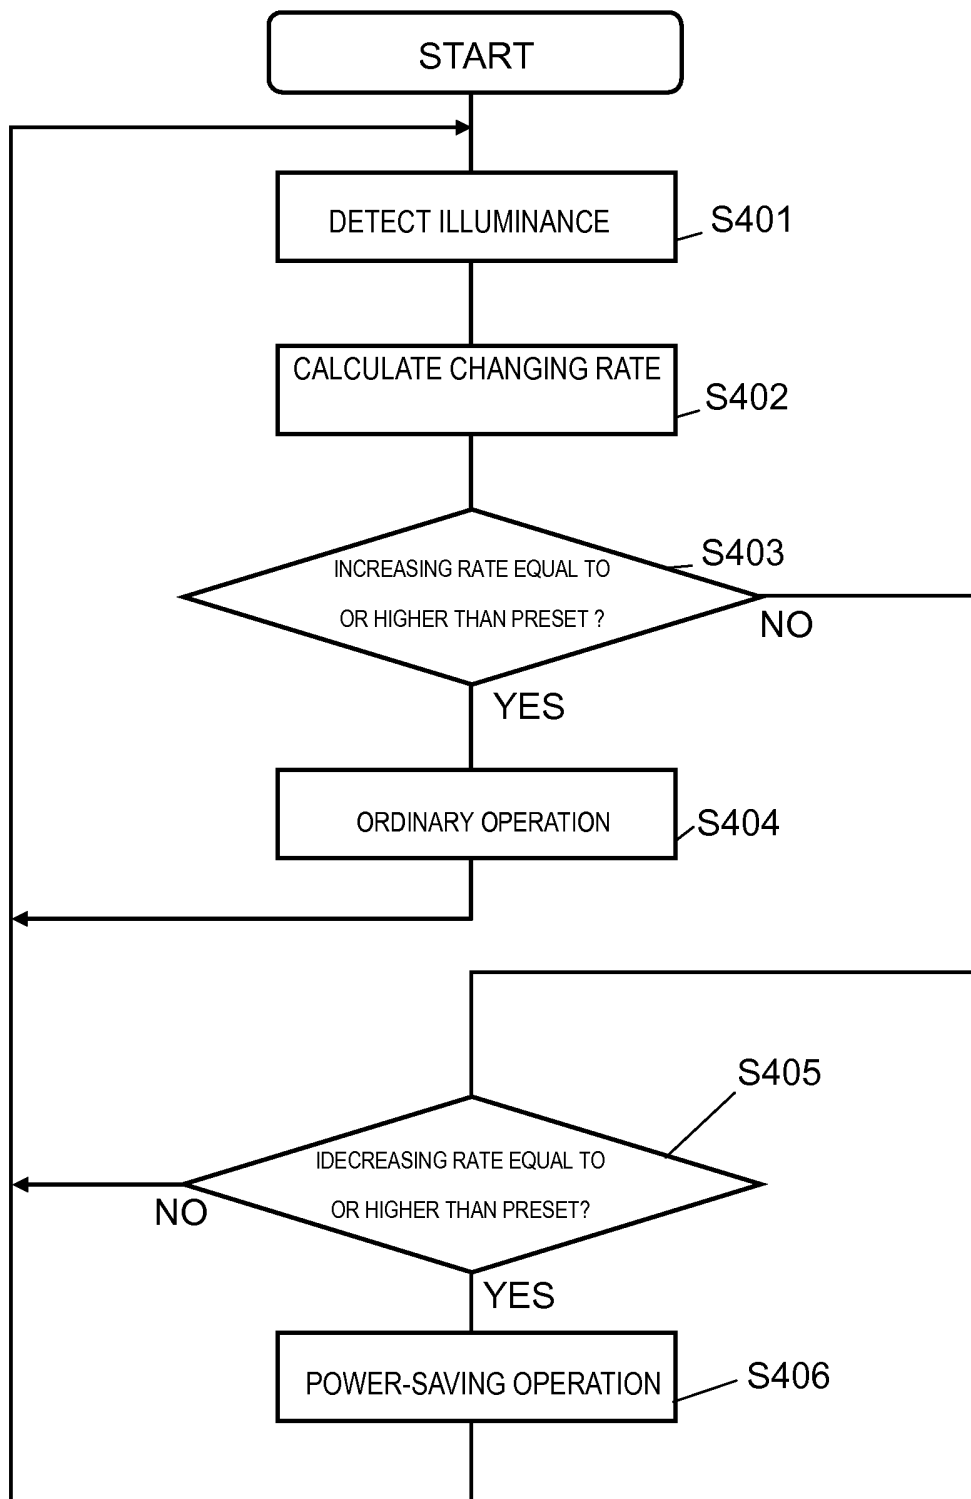 START
DETECT ILLUMINANCE
S401
CALCULATE CHANGING RATE
S402
S403
INCREASING RATE EQUAL TO
OR HIGHER THAN PRESET ?
NO
YES
ORDINARY OPERATION
S404
S405
IDECREASING RATE EQUAL TO
OR HIGHER THAN PRESET?
NO
YES
POWER-SAVING OPERATION
S406